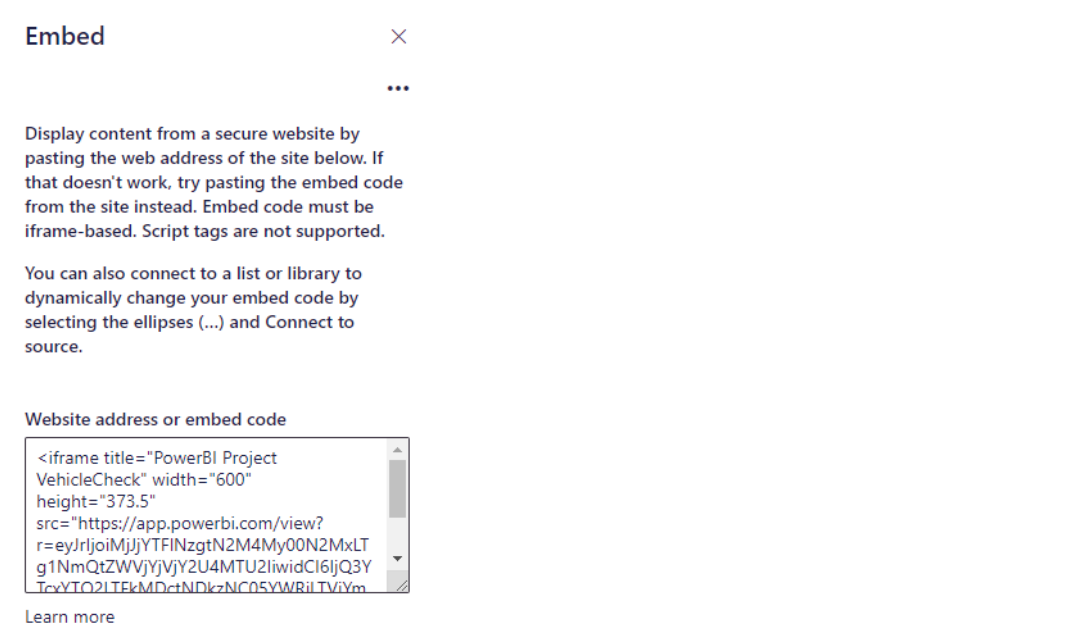 Embed
Display content from a secure website by
pasting the web address of the site below. If
that doesn't work, try pasting the embed code
from the site instead. Embed code must be
iframe-based. Script tags are not supported.
You can also connect to a list or library to
dynamically change your embed code by
selecting the ellipses (...) and Connect to
source.
Website address or embed code
<iframe title="PowerBI Project
VehicleCheck" width="600"
height="373.5"
src="https://app.powerbi.com/view?
Learn more